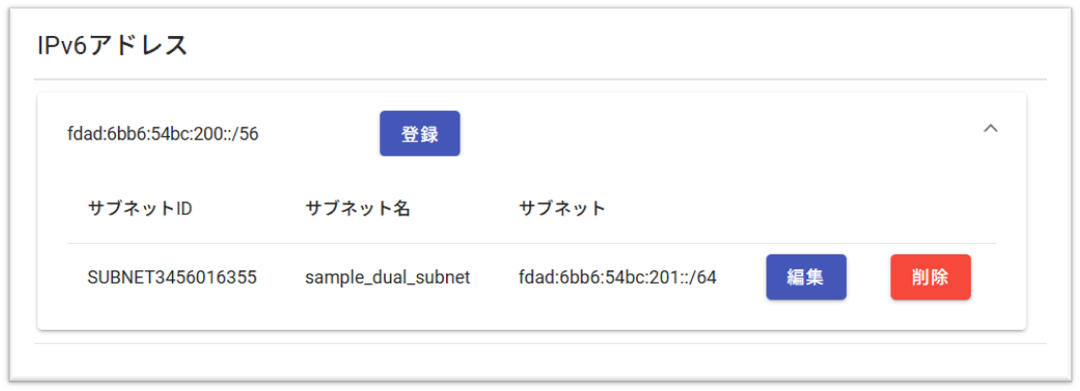 IPv6アドレス
fdad:6bb6:54bc:200::/56 登録
サブネットID サブネット名 サブネット
SUBNET3456016355 sample_dual_subnet fdad:6bb6:54bc:201::/64 編集 削除